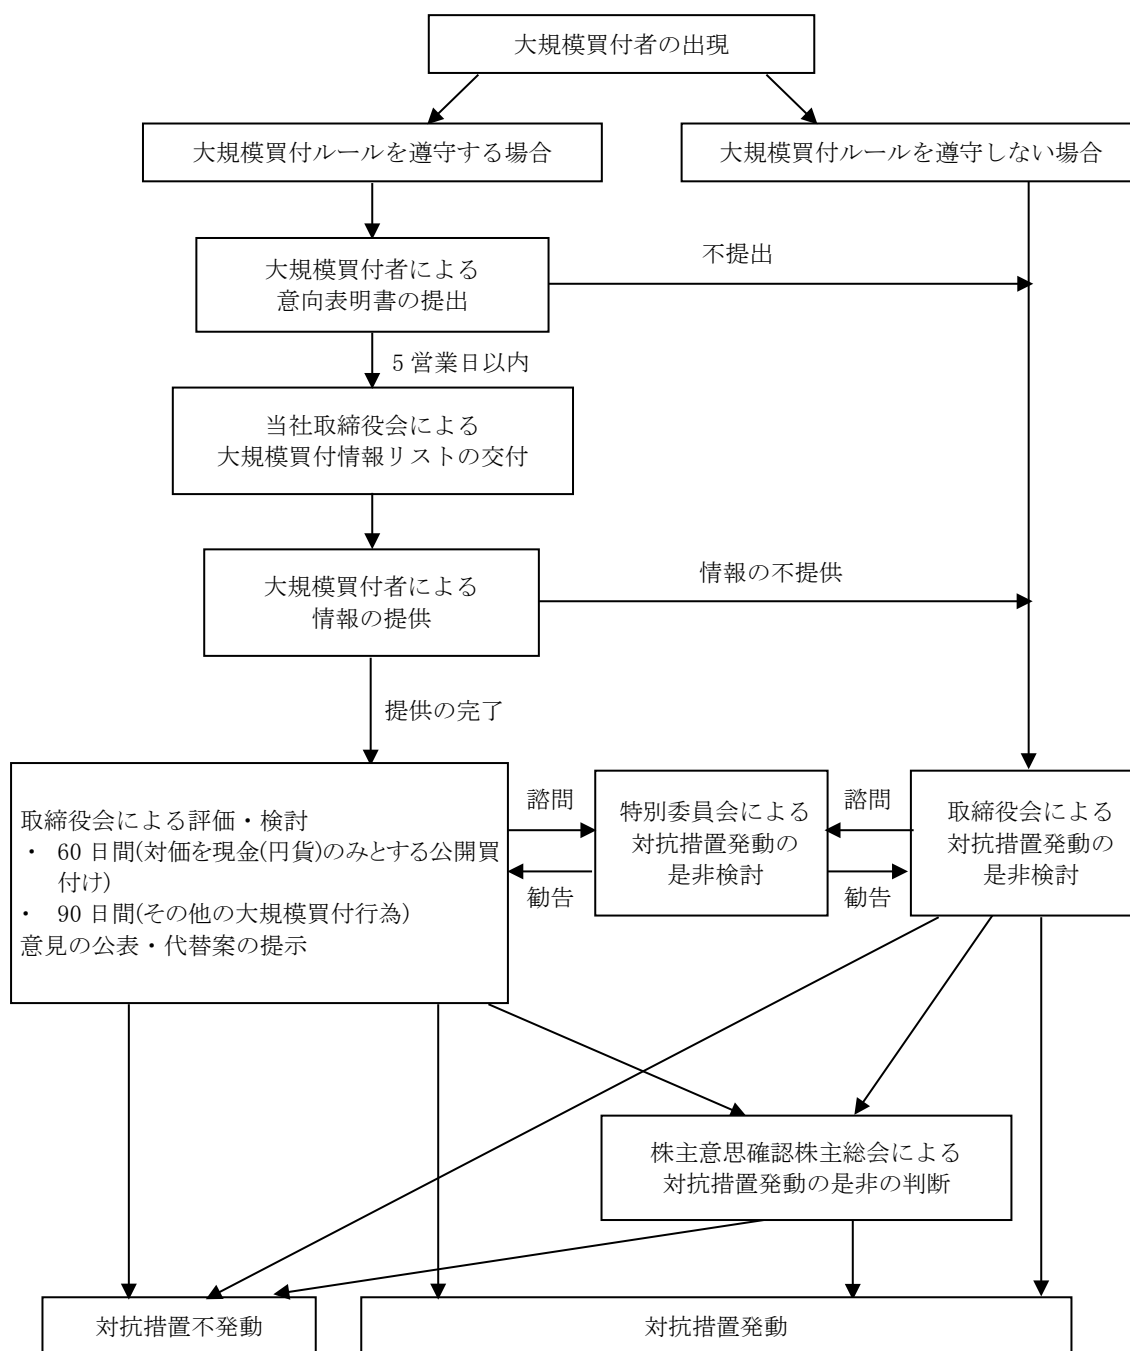 大規模買付者の出現
大規模買付ルールを遵守する場合
大規模買付ルールを遵守しない場合
大規模買付者による
意向表明書の提出
不提出
5 営業日以内
当社取締役会による
大規模買付情報リストの交付
大規模買付者による
情報の提供
情報の不提供
提供の完了
取締役会による評価・検討
・ 60 日間(対価を現金(円貨)のみとする公開買
付け)
・ 90 日間(その他の大規模買付行為)
意見の公表・代替案の提示
諮問
勧告
特別委員会による
対抗措置発動の
是非検討
諮問
勧告
取締役会による
対抗措置発動の
是非検討
株主意思確認株主総会による
対抗措置発動の是非の判断
対抗措置不発動
対抗措置発動